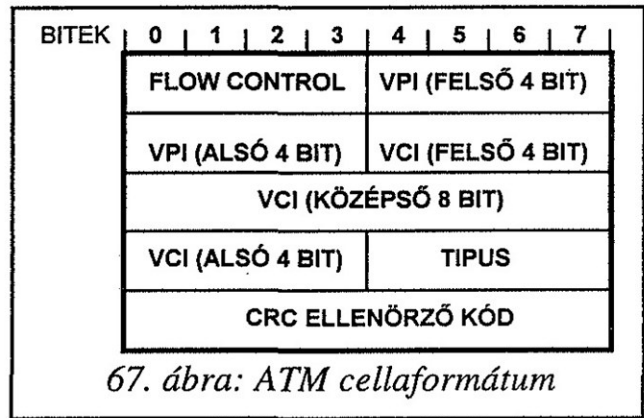 BITEK 0 1 2 3 4 5 6 7
FLOW CONTROL VPI (FELSŐ 4 BIT)
VPI (ALSÓ 4 BIT) VCI (FELSŐ 4 BIT)
VCI (KÖZÉPSŐ 8 BIT)
VCI (ALSÓ 4 BIT) TIPUS
CRC ELLENÖRZŐ KÓD
67. ábra: ATM cellaformátum